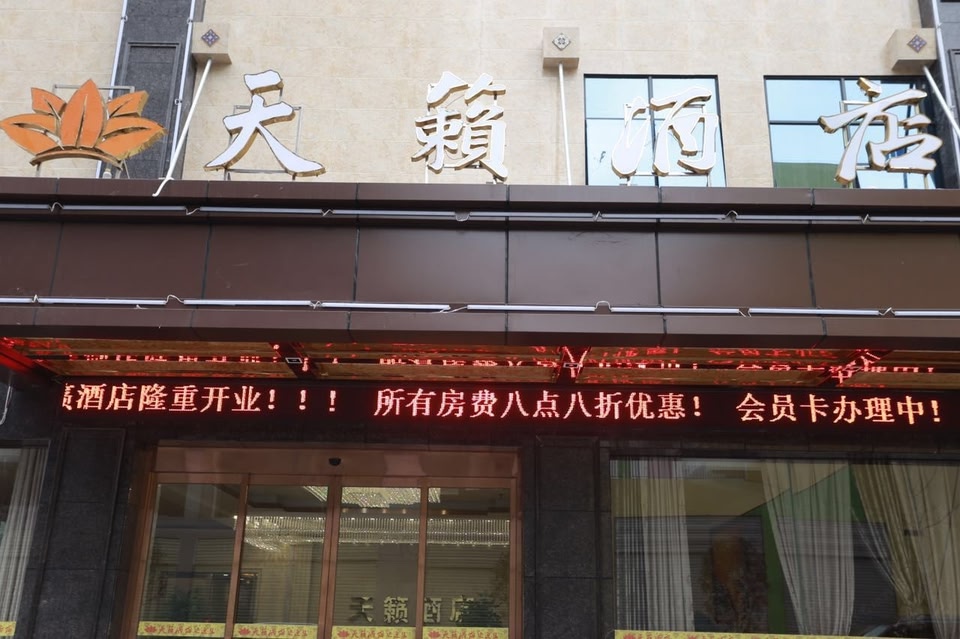 天籁酒店
籁酒店隆重开业！！！ 所有房费八点八折优惠！ 会员卡办理中！
天籁酒店